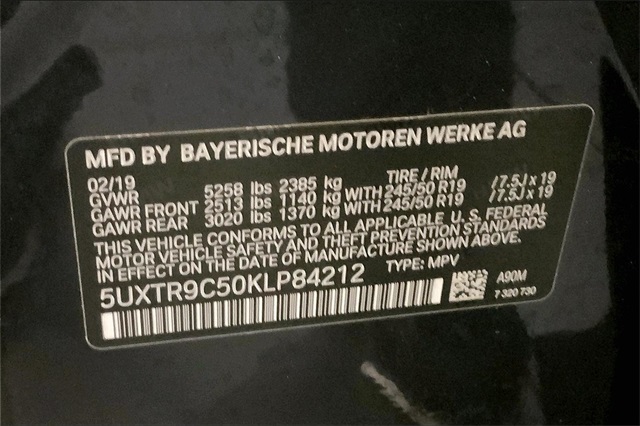 MFD BY BAYERISCHE MOTOREN WERKE AG
02/19 TIRE / RIM
GVWR 5258 lbs 2385 kg
GAWR FRONT 2513 lbs 1140 kg WITH 245/50 R19 /7.5J x 19
GAWR REAR 3020 lbs 1370 kg WITH 245/50 R19 /7.5J x 19
THIS VEHICLE CONFORMS TO ALL APPLICABLE U. S. FEDERAL
MOTOR VEHICLE SAFETY AND THEFT PREVENTION STANDARDS
IN EFFECT ON THE DATE OF MANUFACTURE SHOWN ABOVE.
5UXTR9C50KLP84212 TYPE: MPV
A90M
7 320 730